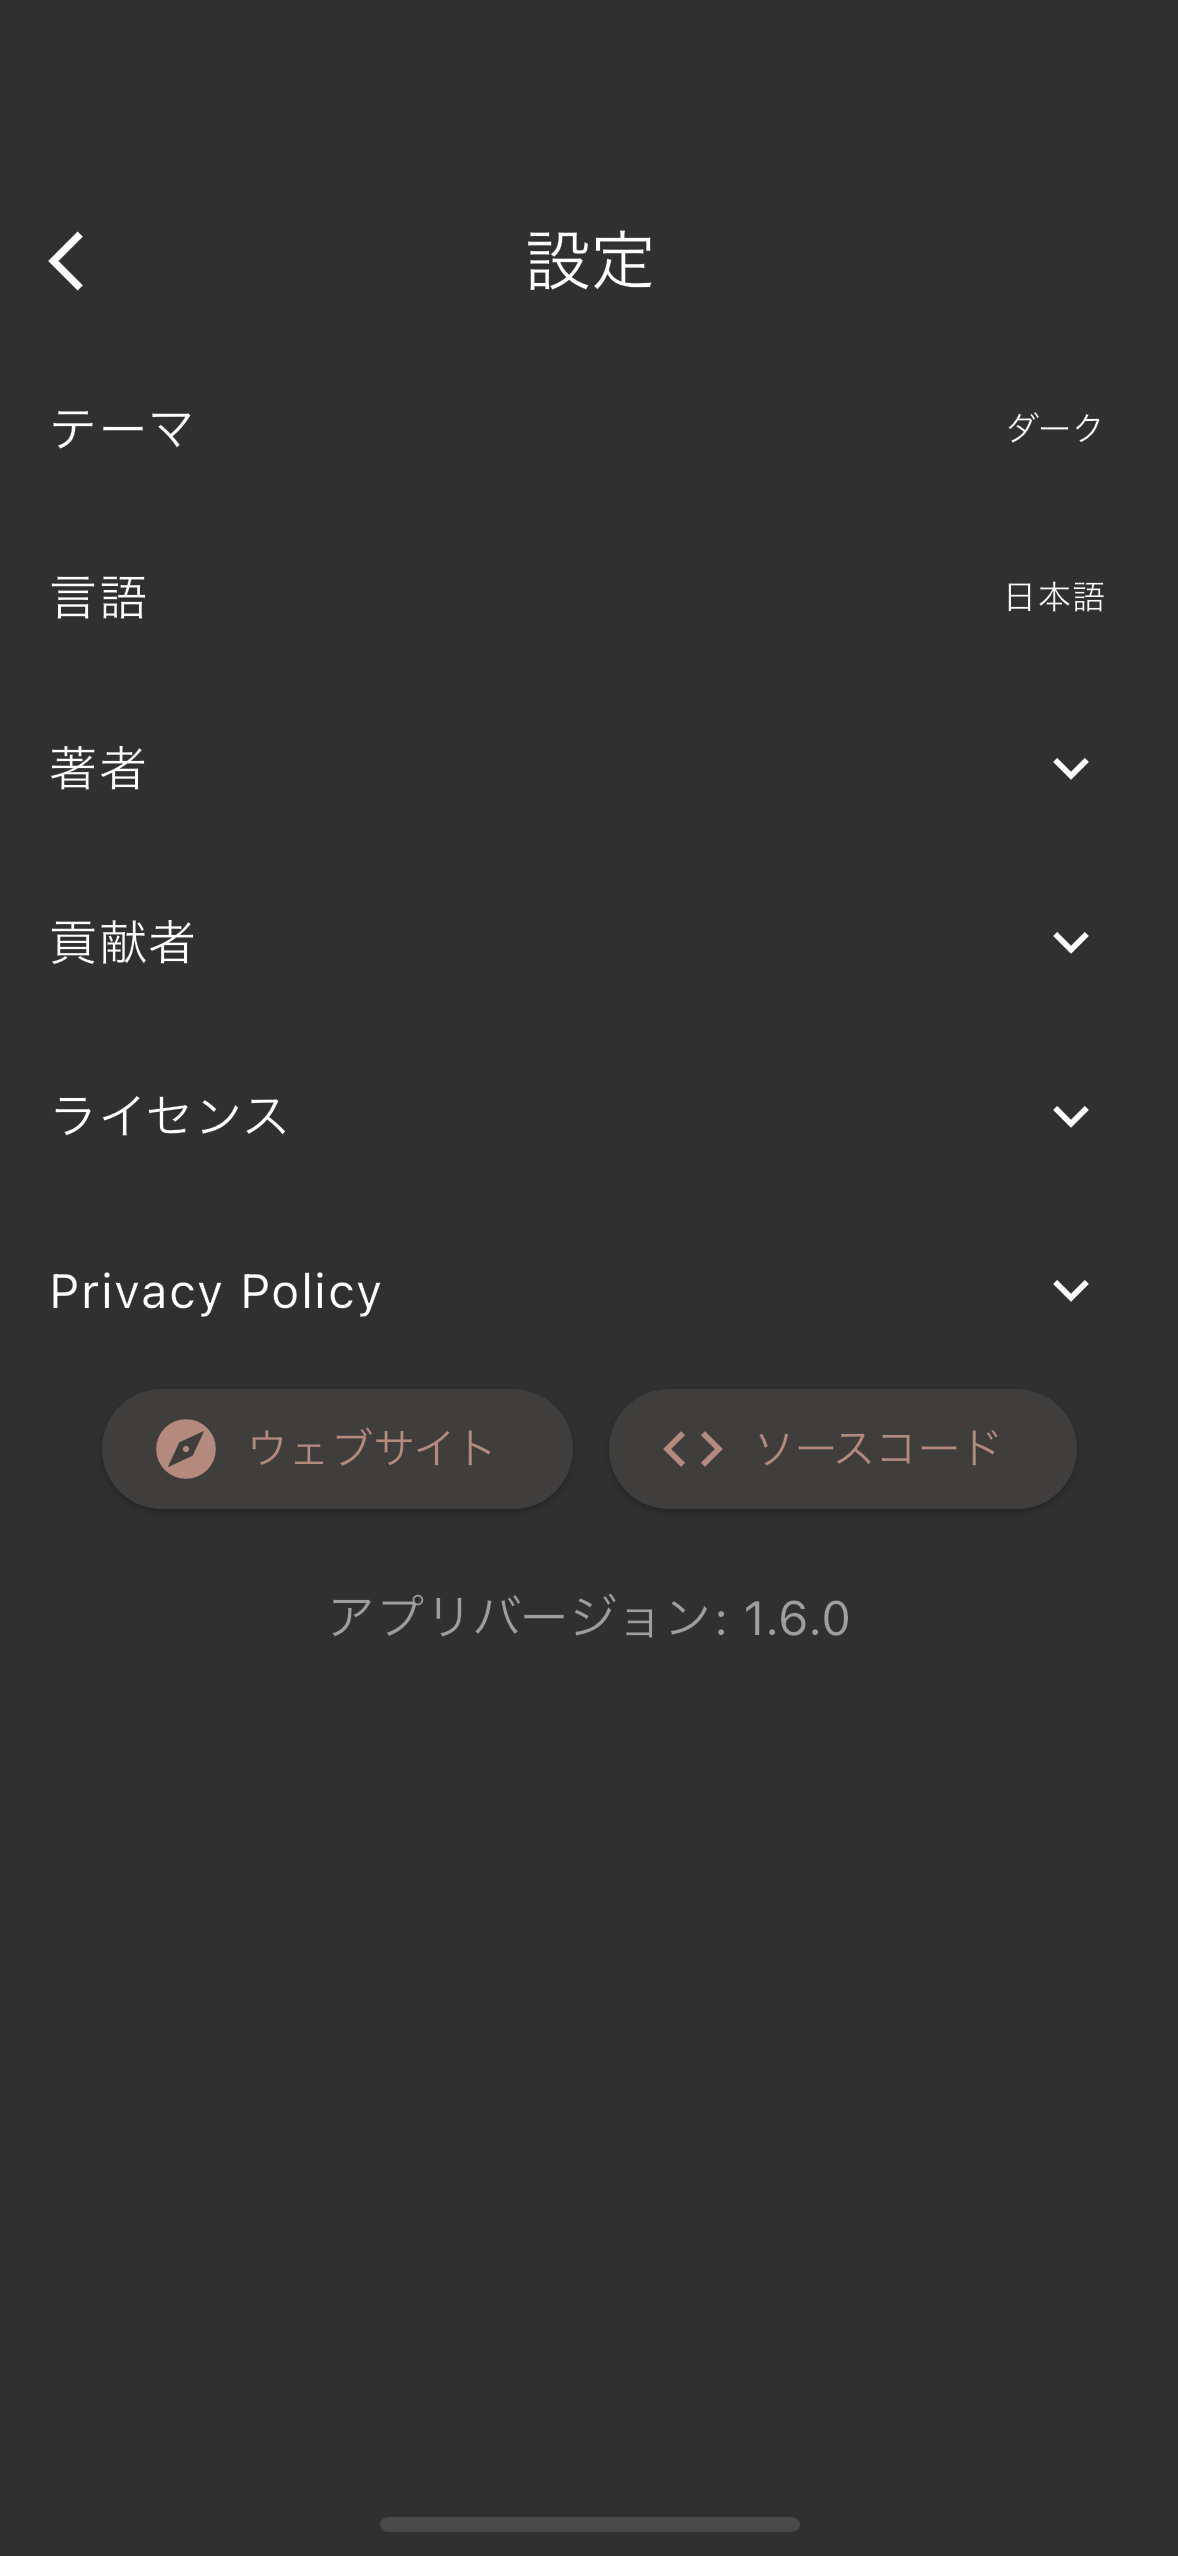 設定
テーマ ダーク
言語 日本語
著者
貢献者
ライセンス
Privacy Policy
ウェブサイト ソースコード
アプリバージョン: 1.6.0